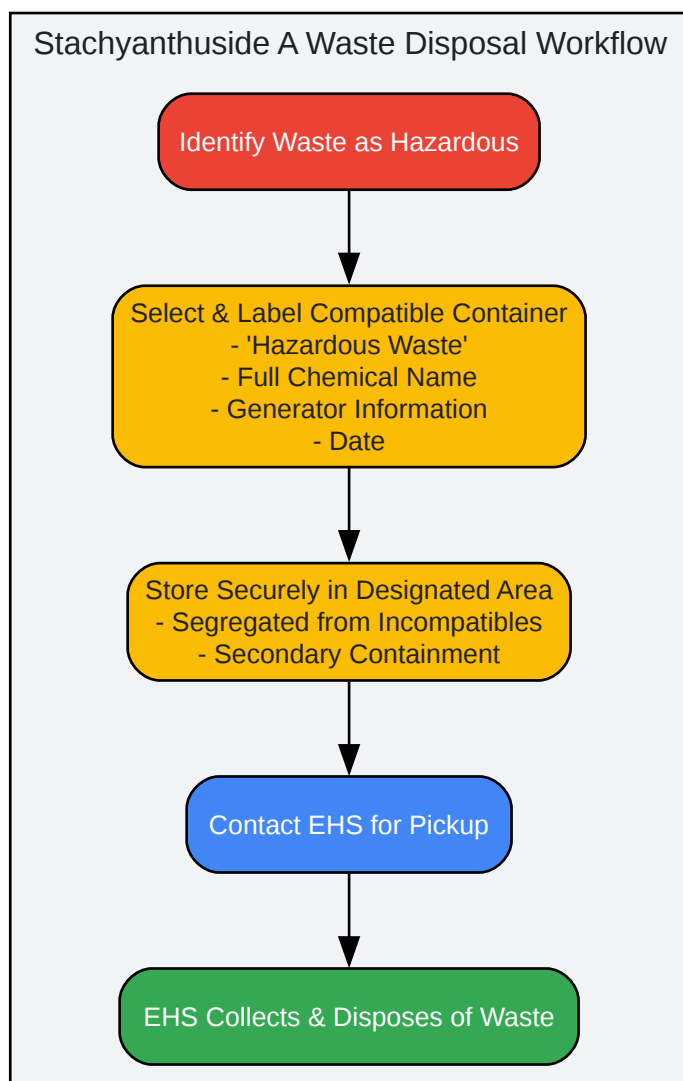 Stachyanthuside A Waste Disposal Workflow
Identify Waste as Hazardous
Select & Label Compatible Container
- 'Hazardous Waste'
- Full Chemical Name
- Generator Information
- Date
Store Securely in Designated Area
- Segregated from Incompatibles
- Secondary Containment
Contact EHS for Pickup
EHS Collects & Disposes of Waste